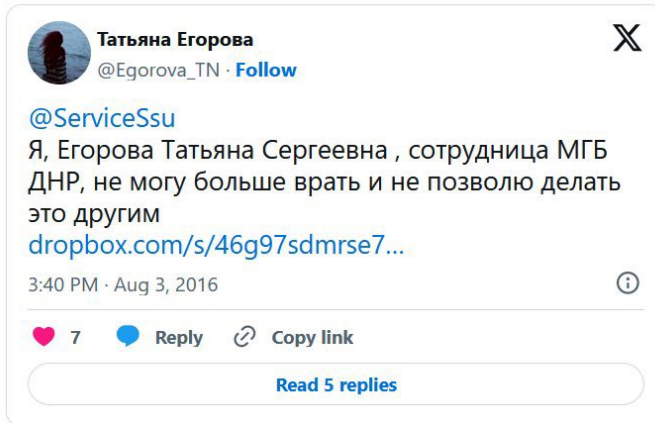 Татьяна Егорова
@Egorova_TN · Follow
@ServiceSsu
Я, Егорова Татьяна Сергеевна , сотрудница МГБ
ДНР, не могу больше врать и не позволю делать
это другим
dropbox.com/s/46g97sdmrse7...
3:40 PM · Aug 3, 2016
7 Reply Copy link
Read 5 replies